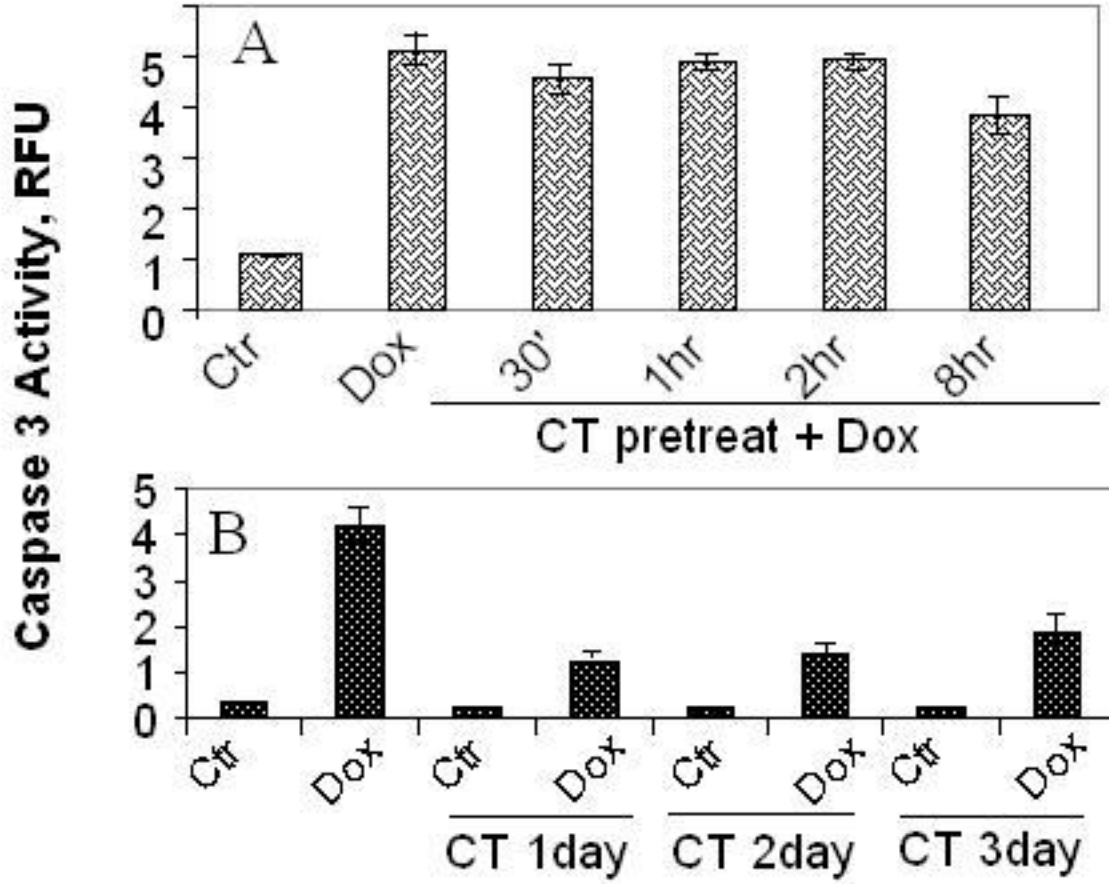 Caspase 3 Activity, RFU
A
5
4
3
2
1
0
Ctr Dox 30' 1hr 2hr 8hr
CT pretreat + Dox
B
5
4
3
2
1
0
Ctr Dox Ctr Dox Ctr Dox Ctr Dox
CT 1day CT 2day CT 3day